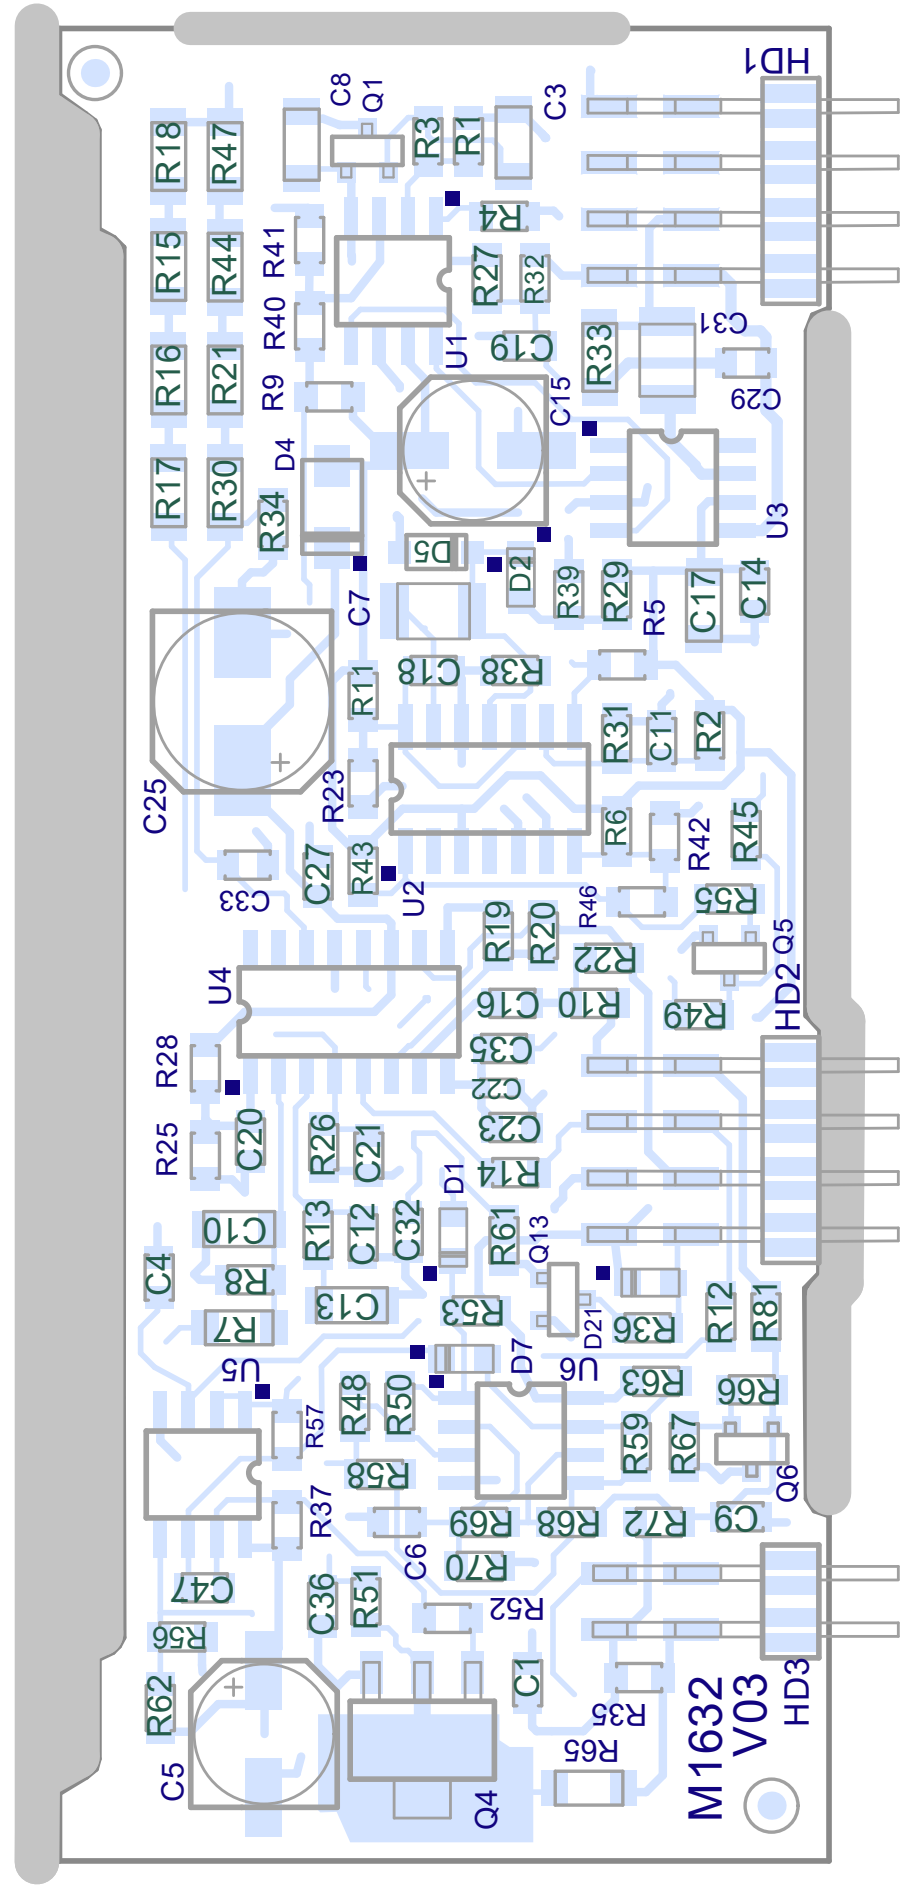 HD1
C8
Q1
C3
R18
R47
R3
R1
R4
R15
R44
R41
R27
R32
R40
C31
U1
C19
R33
R16
R21
R9
C15
C29
D4
R17
R30
R34
+
U3
D5
D2
C7
R39
R29
R5
C17
C14
C18
R38
R11
R31
C11
R2
+
R23
C25
R6
R42
R45
C27
R43
C33
U2
R46
R55
R19
R20
Q5
R22
U4
HD2
C16
R10
R49
C35
R28
C22
C20
R26
C21
C23
R25
R14
D1
C10
R13
C12
C32
R61
Q13
C4
R8
C13
R53
D21
R36
R12
R81
R7
U5
D7
U6
R63
R66
R48
R50
R57
R59
R67
R58
Q6
R37
R69
R68
R72
C9
C6
R70
C47
C36
R51
R52
R56
C1
R62
+
R35
M1632
V03
HD3
C5
R65
Q4